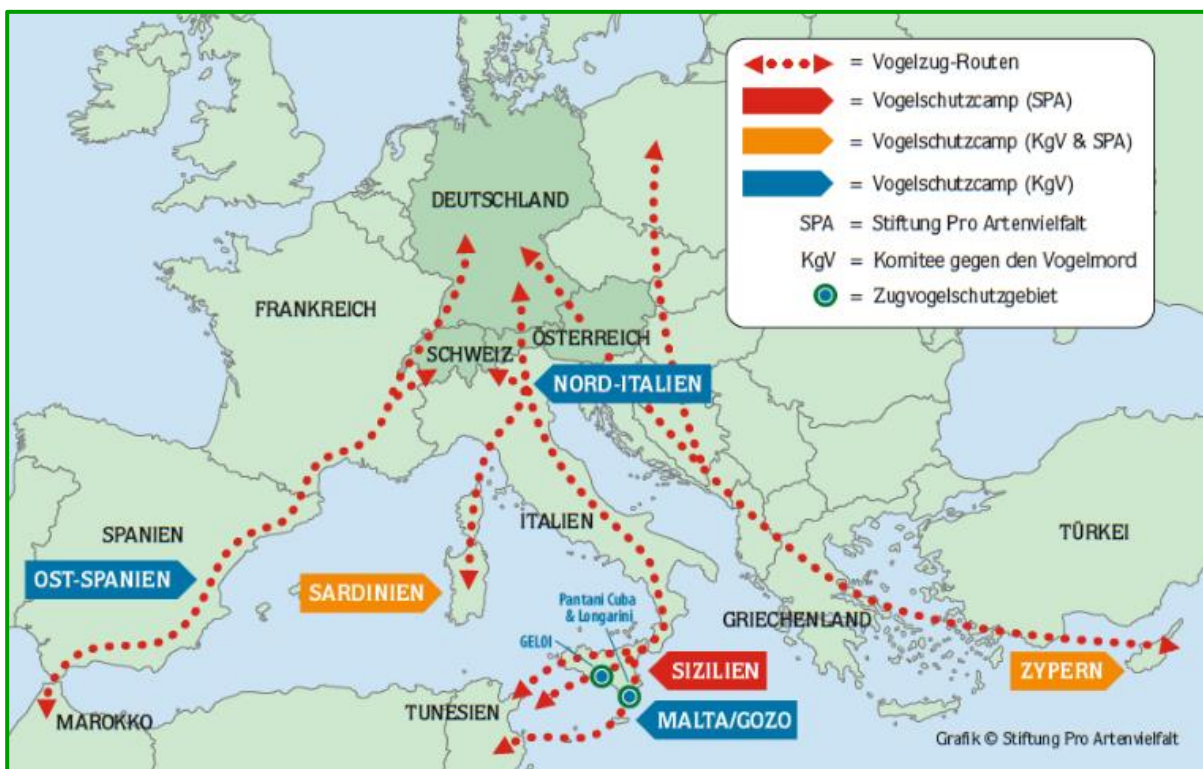 = Vogelzug-Routen
= Vogelschutzcamp (SPA)
= Vogelschutzcamp (KgV & SPA)
= Vogelschutzcamp (KgV)
SPA = Stiftung Pro Artenvielfalt
KgV = Komitee gegen den Vogelmord
= Zugvogelschutzgebiet
DEUTSCHLAND
FRANKREICH
ÖSTERREICH
SCHWEIZ
NORD-ITALIEN
SPANIEN
ITALIEN
TÜRKEI
OST-SPANIEN
SARDINIEN
Pantani Cuba
& Longarini
GELOI
GRIECHENLAND
SIZILIEN
ZYPERN
MAROKKO
TUNESIEN
MALTA/GOZO
Grafik © Stiftung Pro Artenvielfalt